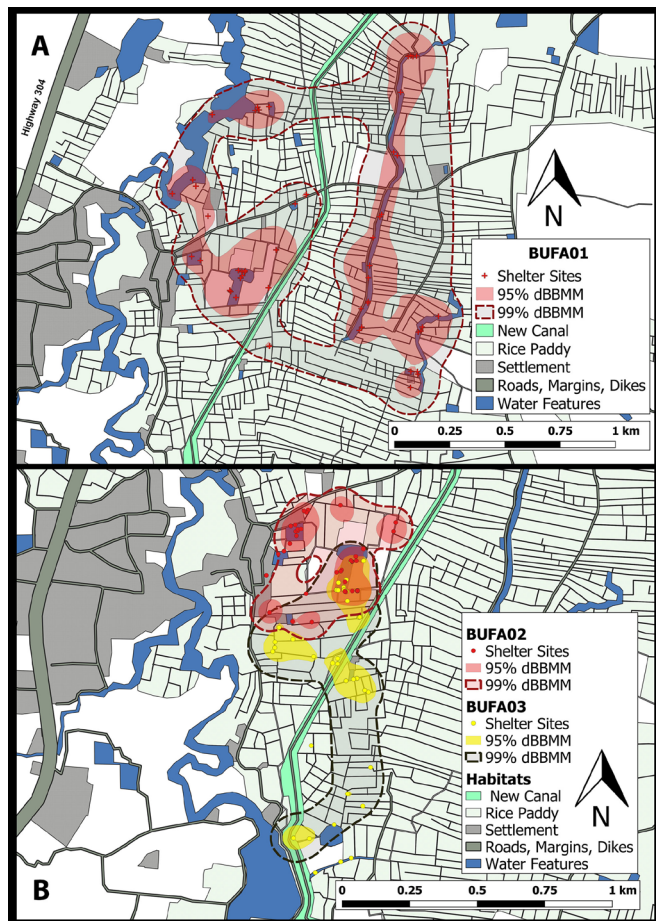 A
Highway 304
N
BUFA01
Shelter Sites
95% dBBMM
99% dBBMM
New Canal
Rice Paddy
Settlement
Roads, Margins, Dikes
Water Features
0 0.25 0.5 0.75 1 km
BUFA02
Shelter Sites
95% dBBMM
99% dBBMM
BUFA03
Shelter Sites
95% dBBMM
99% dBBMM
Habitats
New Canal
Rice Paddy
Settlement
Roads, Margins, Dikes
Water Features
N
B
0 0.25 0.5 0.75 1 km